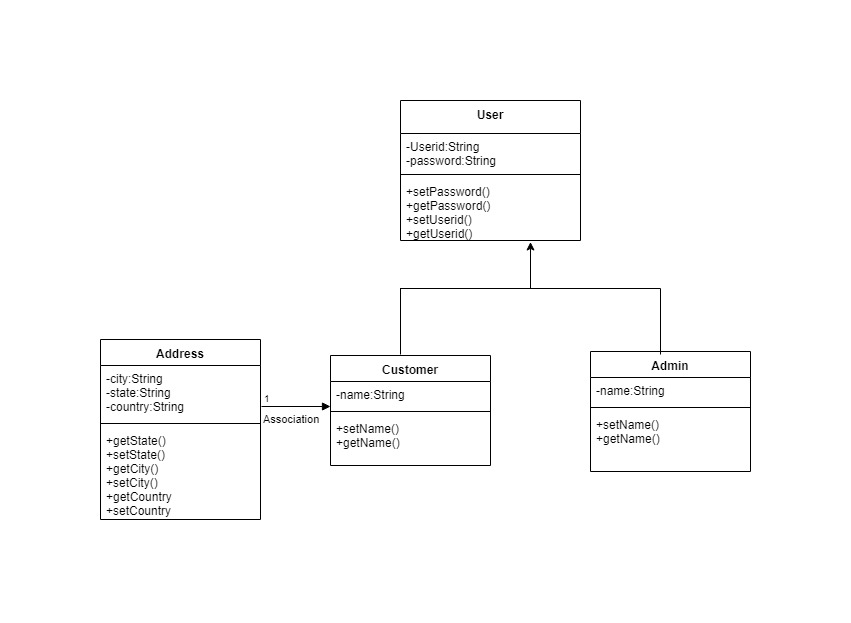 User
-Userid:String
-password:String
+setPassword()
+getPassword()
+setUserid()
+getUserid()
Address
-city:String
-state:String
-country:String
+getState()
+setState()
+getCity()
+setCity()
+getCountry
+setCountry
1
Association
Customer
-name:String
+setName()
+getName()
Admin
-name:String
+setName()
+getName()